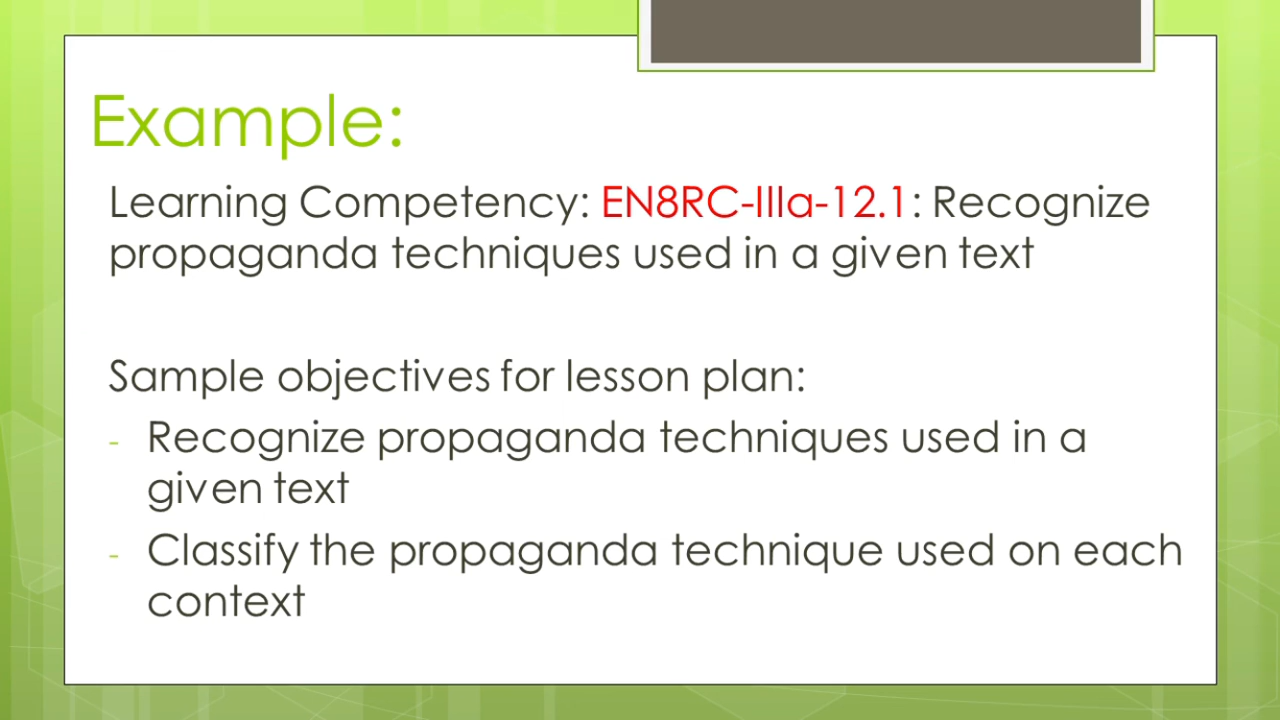 Example:
Learning Competency: EN8RC-IIIa-12.1: Recognize
propaganda techniques used in a given text
Sample objectives for lesson plan:
- Recognize propaganda techniques used in a
given text
- Classify the propaganda technique used on each
context